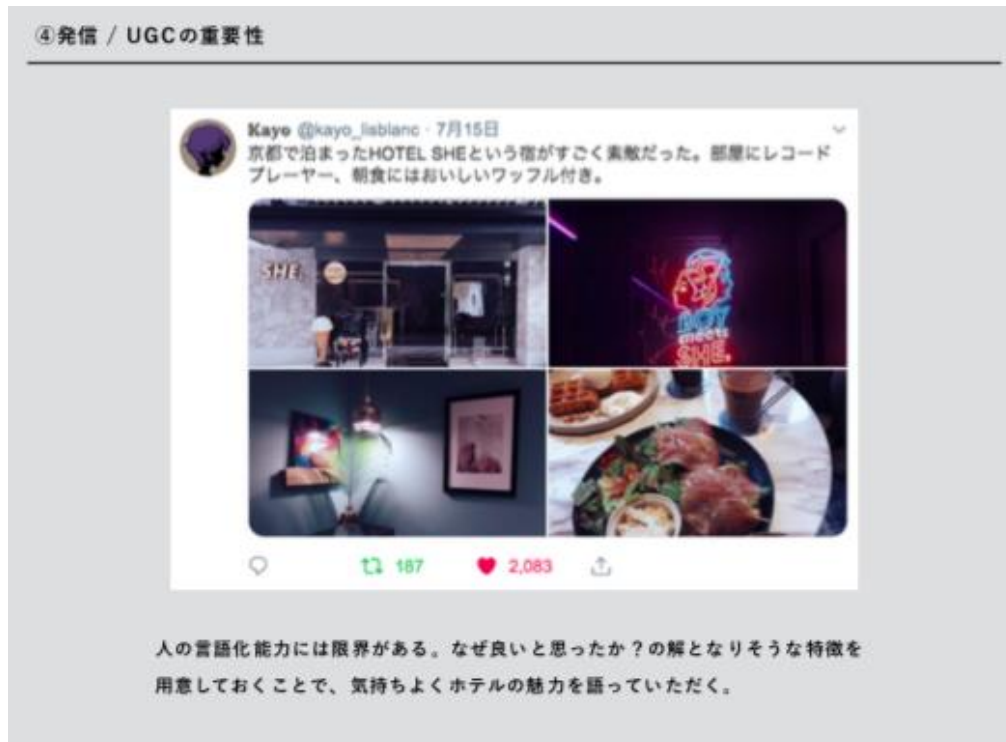 ④発信 / UGCの重要性
Kayo @kayo_lisblanc · 7月15日
京都で泊まったHOTEL SHEという宿がすごく素敵だった。部屋にレコード
プレーヤー、朝食にはおいしいワッフル付き。
SHE.
BOY
meets
SHE.
187 2,083
人の言語化能力には限界がある。なぜ良いと思ったか？の解となりそうな特徴を
用意しておくことで、気持ちよくホテルの魅力を語っていただく。